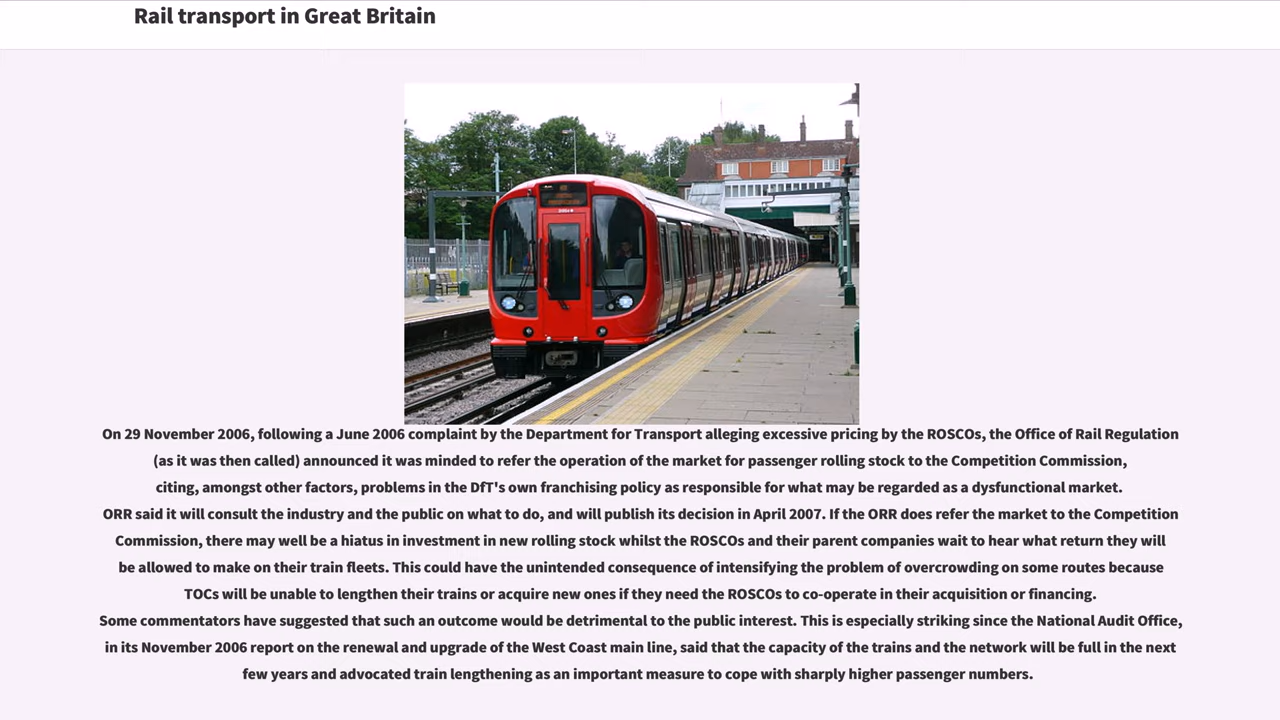 Rail transport in Great Britain
On 29 November 2006, following a June 2006 complaint by the Department for Transport alleging excessive pricing by the ROSCOs, the Office of Rail Regulation
(as it was then called) announced it was minded to refer the operation of the market for passenger rolling stock to the Competition Commission,
citing, amongst other factors, problems in the DfT's own franchising policy as responsible for what may be regarded as a dysfunctional market.
ORR said it will consult the industry and the public on what to do, and will publish its decision in April 2007. If the ORR does refer the market to the Competition
Commission, there may well be a hiatus in investment in new rolling stock whilst the ROSCOs and their parent companies wait to hear what return they will
be allowed to make on their train fleets. This could have the unintended consequence of intensifying the problem of overcrowding on some routes because
TOCs will be unable to lengthen their trains or acquire new ones if they need the ROSCOs to co-operate in their acquisition or financing.
Some commentators have suggested that such an outcome would be detrimental to the public interest. This is especially striking since the National Audit Office,
in its November 2006 report on the renewal and upgrade of the West Coast main line, said that the capacity of the trains and the network will be full in the next
few years and advocated train lengthening as an important measure to cope with sharply higher passenger numbers.